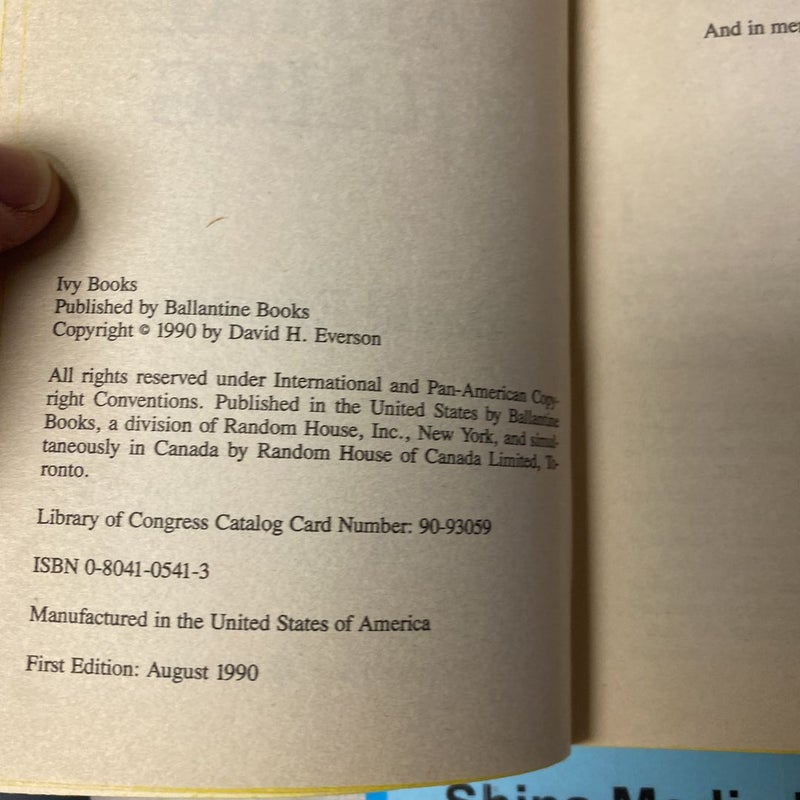 Ivy Books
Published by Ballantine Books
Copyright © 1990 by David H. Everson
All rights reserved under International and Pan-American Copy-
right Conventions. Published in the United States by Ballantine
Books, a division of Random House, Inc., New York, and simul-
taneously in Canada by Random House of Canada Limited, To-
ronto.
Library of Congress Catalog Card Number: 90-93059
ISBN 0-8041-0541-3
Manufactured in the United States of America
First Edition: August 1990
And in